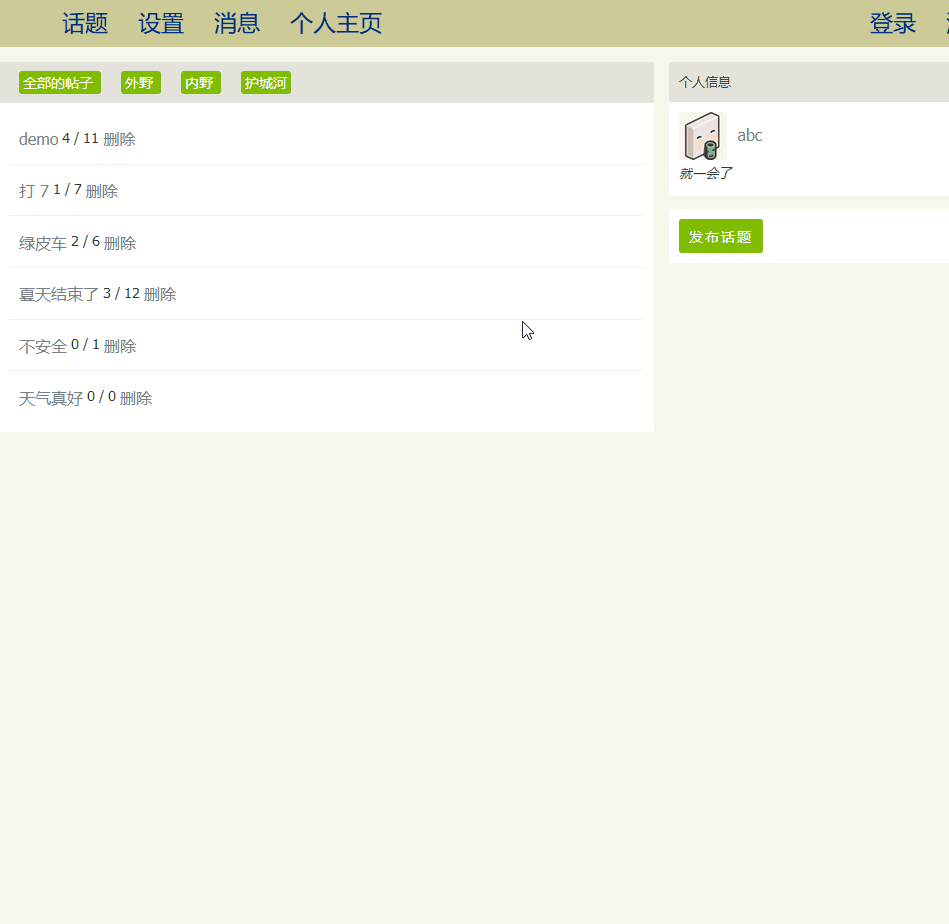 话题 设置 消息 个人主页 登录
全部的帖子 外野 内野 护城河
demo 4 / 11 删除
打 7 1 / 7 删除
绿皮车 2 / 6 删除
夏天结束了 3 / 12 删除
不安全 0 / 1 删除
天气真好 0 / 0 删除
个人信息
abc
就一会了
发布话题